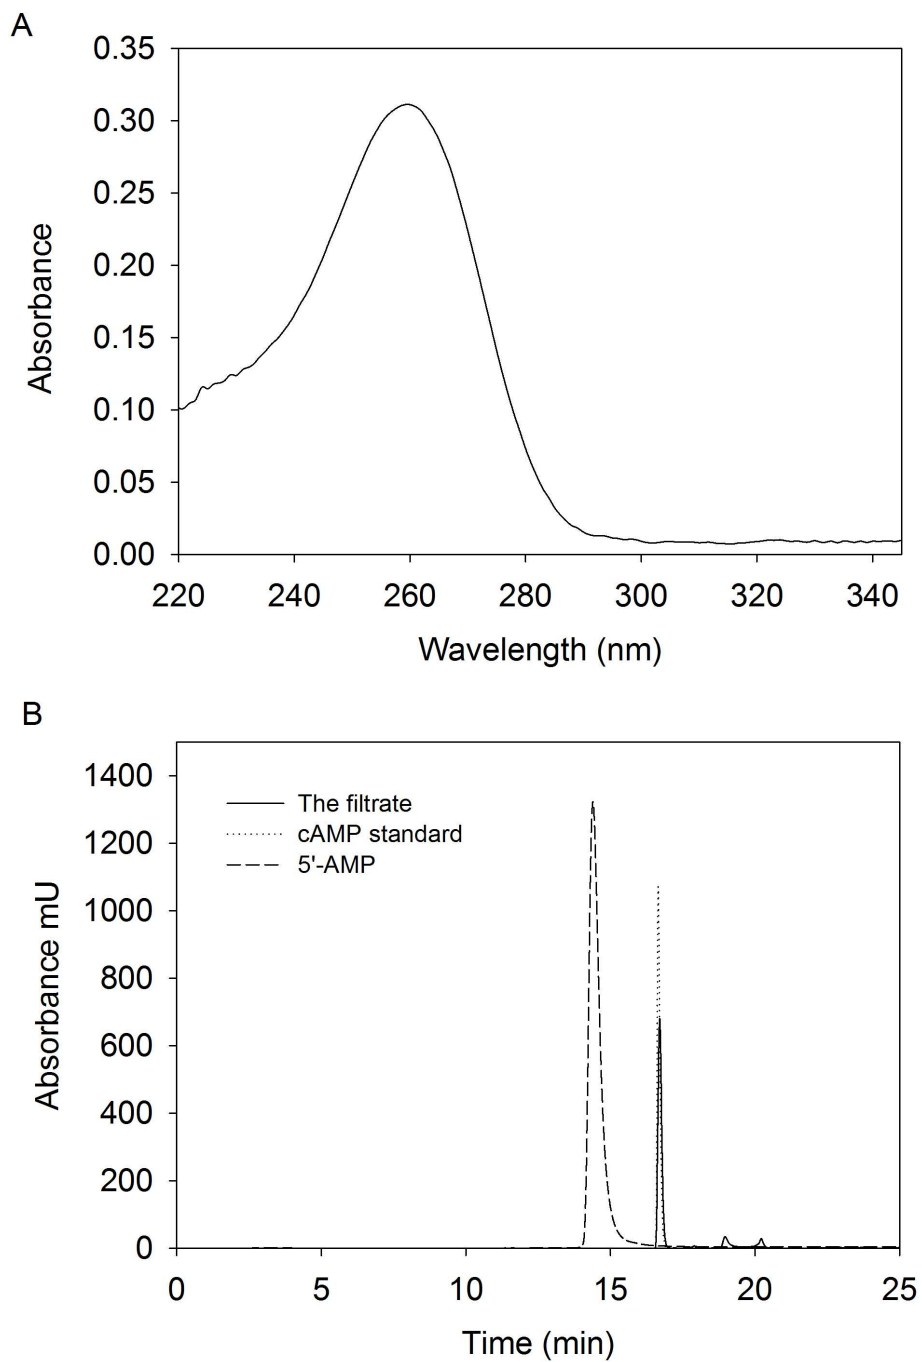 A
0.35
0.30
0.25
0.20
0.15
0.10
0.05
0.00
Absorbance
220 240 260 280 300 320 340
Wavelength (nm)
B
1400
1200
1000
800
600
400
200
0
Absorbance mU
The filtrate
cAMP standard
5'-AMP
0 5 10 15 20 25
Time (min)